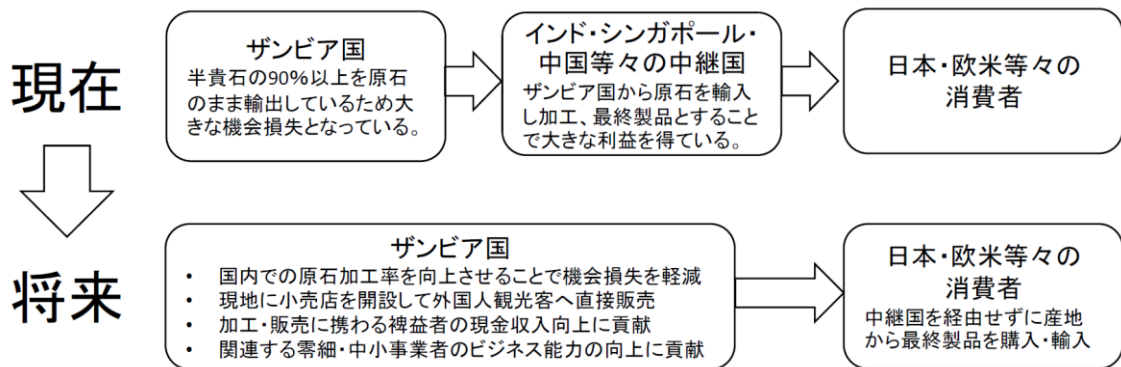 現在
ザンビア国
半貴石の90%以上を原石
のまま輸出しているため大
きな機会損失となっている。
インド・シンガポール・
中国等々の中継国
ザンビア国から原石を輸入
し加工、最終製品とすること
で大きな利益を得ている。
日本・欧米等々の
消費者
将来
ザンビア国
• 国内での原石加工率を向上させることで機会損失を軽減
• 現地に小売店を開設して外国人観光客へ直接販売
• 加工・販売に携わる裨益者の現金収入向上に貢献
• 関連する零細・中小事業者のビジネス能力の向上に貢献
日本・欧米等々の
消費者
中継国を経由せずに産地
から最終製品を購入・輸入